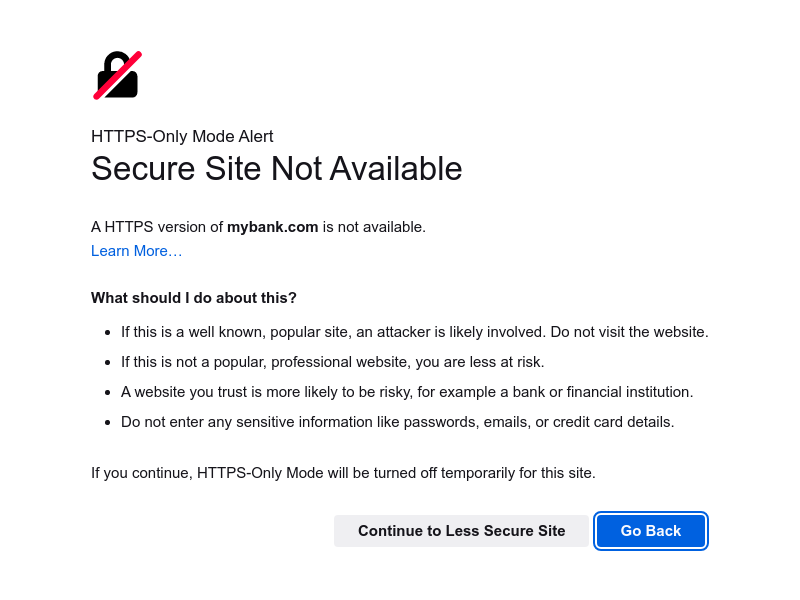 HTTPS-Only Mode Alert
Secure Site Not Available
A HTTPS version of mybank.com is not available.
Learn More…
What should I do about this?
• If this is a well known, popular site, an attacker is likely involved. Do not visit the website.
• If this is not a popular, professional website, you are less at risk.
• A website you trust is more likely to be risky, for example a bank or financial institution.
• Do not enter any sensitive information like passwords, emails, or credit card details.
If you continue, HTTPS-Only Mode will be turned off temporarily for this site.
Continue to Less Secure Site
Go Back